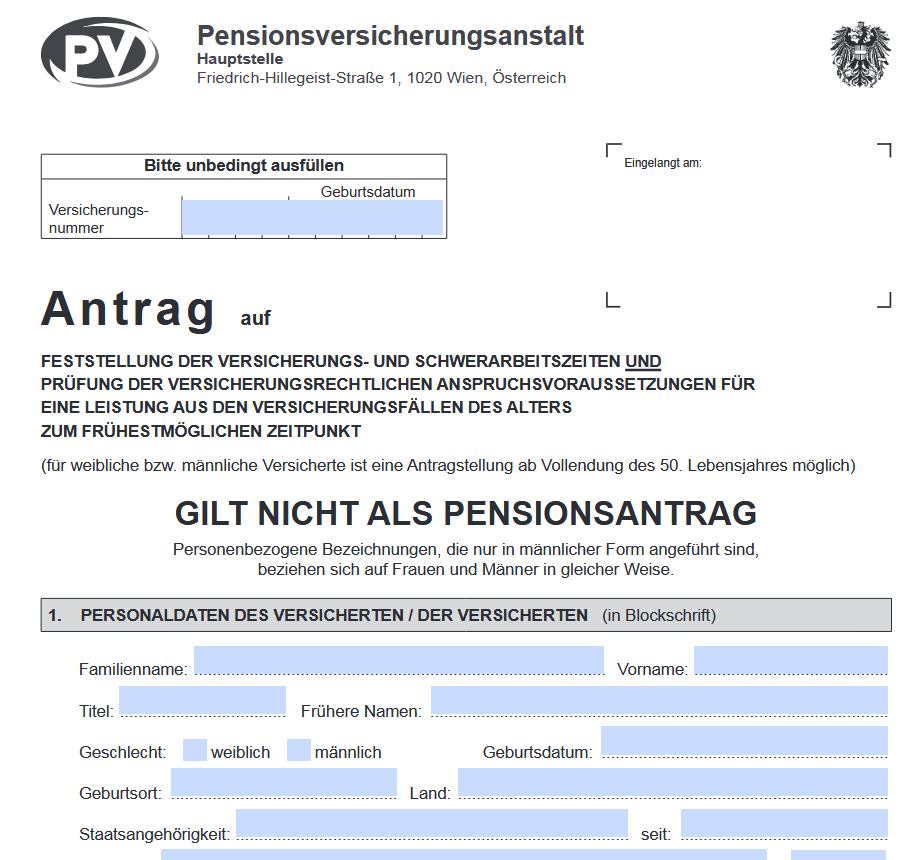 PV
Pensionsversicherungsanstalt
Hauptstelle
Friedrich-Hillegeist-Straße 1, 1020 Wien, Österreich
Bitte unbedingt ausfüllen
Geburtsdatum
Versicherungs-
nummer
Eingelangt am:
Antrag auf
FESTSTELLUNG DER VERSICHERUNGS- UND SCHWERARBEITSZEITEN UND
PRÜFUNG DER VERSICHERUNGSRECHTLICHEN ANSPRUCHSVORAUSSETZUNGEN FÜR
EINE LEISTUNG AUS DEN VERSICHERUNGSFÄLLEN DES ALTERS
ZUM FRÜHESTMÖGLICHEN ZEITPUNKT
(für weibliche bzw. männliche Versicherte ist eine Antragstellung ab Vollendung des 50. Lebensjahres möglich)
GILT NICHT ALS PENSIONSANTRAG
Personenbezogene Bezeichnungen, die nur in männlicher Form angeführt sind,
beziehen sich auf Frauen und Männer in gleicher Weise.
1. PERSONALDATEN DES VERSICHERTEN / DER VERSICHERTEN (in Blockschrift)
Familienname: Vorname:
Titel: Frühere Namen:
Geschlecht: weiblich männlich Geburtsdatum:
Geburtsort: Land:
Staatsangehörigkeit: seit: